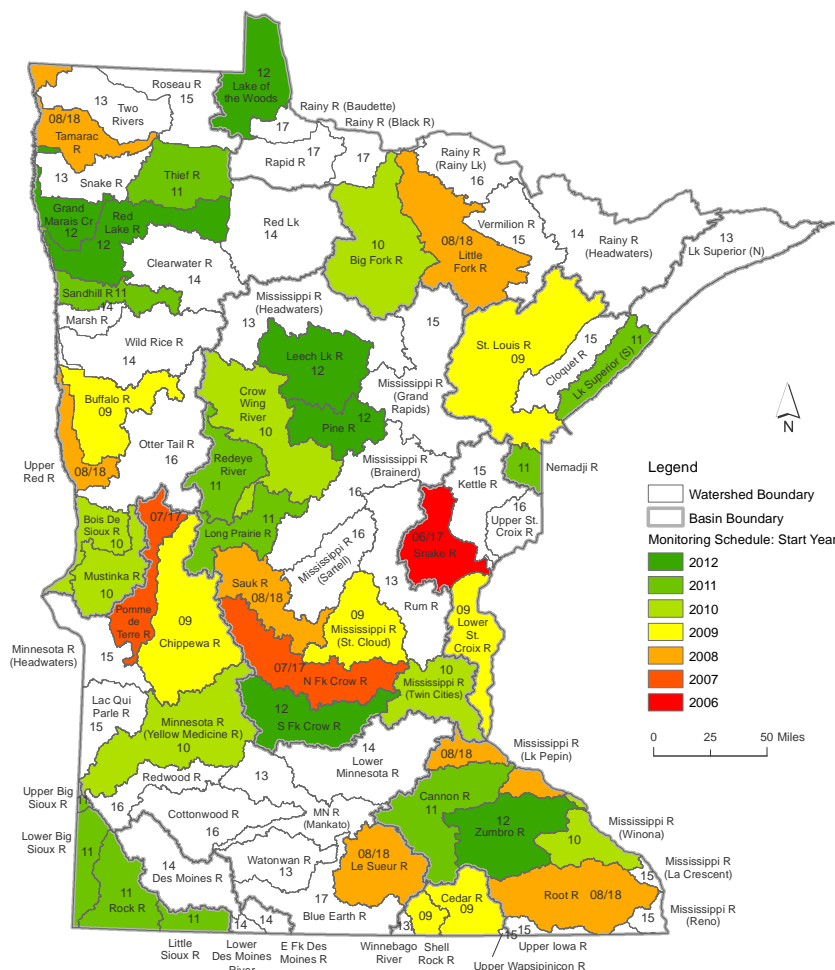 12
Lake of
the Woods
Roseau R
15
13
Two
Rivers
Rainy R (Baudette)
17
Rainy R (Black R)
08/18
Tamarac
R
Rapid R
17
17
Rainy R
(Rainy Lk)
16
13
Snake R
Thief R
11
Grand
Marais Cr
12
Red
Lake R
12
Red Lk
14
10
Big Fork R
08/18
Little
Fork R
Vermilion R
15
14
Rainy R
(Headwaters)
13
Lk Superior (N)
Clearwater R
14
Sandhill R
11
14
Marsh R
Mississippi R
(Headwaters)
13
15
Wild Rice R
14
Leech Lk R
12
St. Louis R
09
15
Cloquet R
11
Lk Superior (S)
Mississippi R
(Grand
Rapids)
Buffalo R
09
Crow
Wing
River
10
12
Pine R
N
Otter Tail R
16
Upper
Red R
08/18
Redeye
River
11
Mississippi R
(Brainerd)
16
15
Kettle R
11
Nemadji R
Legend
Watershed Boundary
Basin Boundary
Monitoring Schedule: Start Year
2012
2011
2010
2009
2008
2007
2006
0
50 Miles
16
Upper St.
Croix R
Bois De
Sioux R
10
07/17
11
Long Prairie R
16
Mississippi R
(Sartell)
06/17
Snake R
Mustinka R
10
Sauk R
08/18
13
Rum R
Pomme
de
Terre R
09
Chippewa R
09
Mississippi R
(St. Cloud)
09
Lower
St.
Croix R
Minnesota R
(Headwaters)
15
07/17
N Fk Crow R
10
Mississippi R
(Twin Cities)
Lac Qui
Parle R
15
Minnesota R
(Yellow Medicine R)
10
12
S Fk Crow R
14
Lower
Minnesota R
08/18
Mississippi R
(Lk Pepin)
Redwood R
13
Upper Big
Sioux R
11
16
Cottonwood R
16
MN R
(Mankato)
Cannon R
11
12
Zumbro R
Mississippi R
(Winona)
10
Lower Big
Sioux R
11
14
Des Moines R
Watonwan R
13
08/18
Le Sueur R
Mississippi R
(La Crescent)
15
11
Rock R
17
Blue Earth R
Cedar R
09
09
Root R
08/18
Mississippi R
(Reno)
15
11
14
14
13
15
15
Little
Sioux R
Lower
Des Moines
River
E Fk Des
Moines R
Winnebago
River
Shell
Rock R
Upper Iowa R
Upper Wapsipinicon R